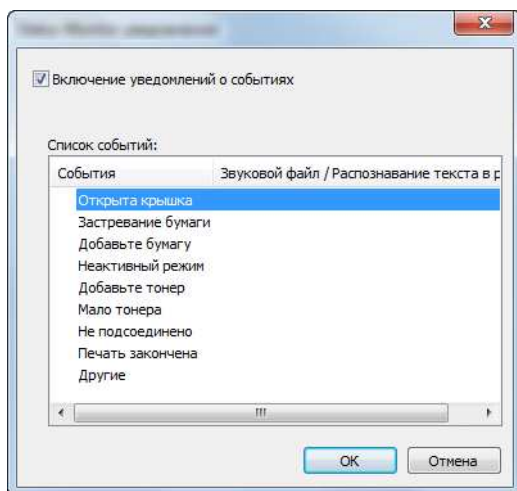 Включение уведомлений о событиях
Список событий:
События Звуковой файл / Распознавание текста в р
Открыта крышка
Застревание бумаги
Добавьте бумагу
Неактивный режим
Добавьте тонер
Мало тонера
Не подсоединено
Печать закончена
Другие
OK Отмена